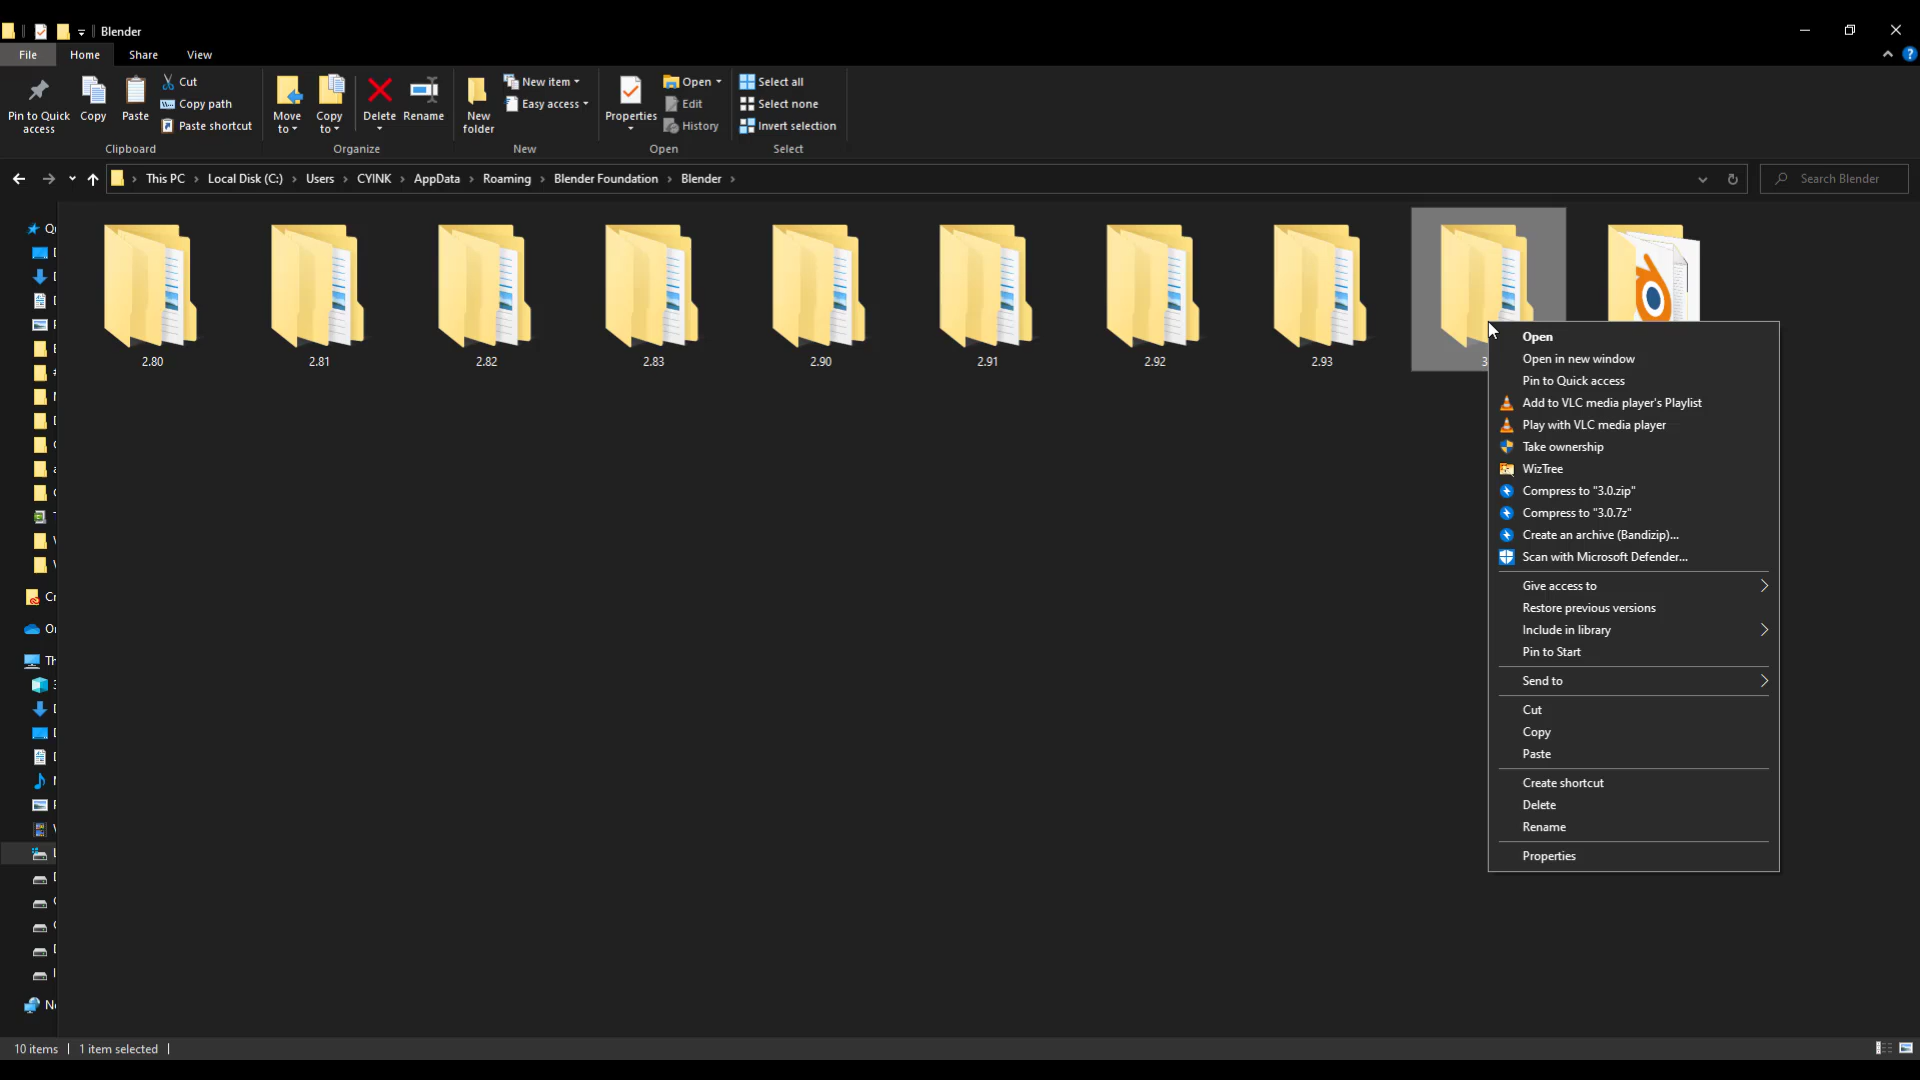 Blender
File Home Share View
Pin to Quick access
Copy
Paste
Cut
Copy path
Paste shortcut
Clipboard
Move to
Copy to
Delete
Rename
Organize
New folder
New item
Easy access
New
Properties
Open
Edit
History
Open
Select all
Select none
Invert selection
Select
This PC › Local Disk (C:) › Users › CYINK › AppData › Roaming › Blender Foundation › Blender ›
Search Blender
2.80 2.81 2.82 2.83 2.90 2.91 2.92 2.93
Open
Open in new window
Pin to Quick access
Add to VLC media player's Playlist
Play with VLC media player
Take ownership
WizTree
Compress to "3.0.zip"
Compress to "3.0.7z"
Create an archive (Bandizip)...
Scan with Microsoft Defender...
Give access to
Restore previous versions
Include in library
Pin to Start
Send to
Cut
Copy
Paste
Create shortcut
Delete
Rename
Properties
10 items
1 item selected